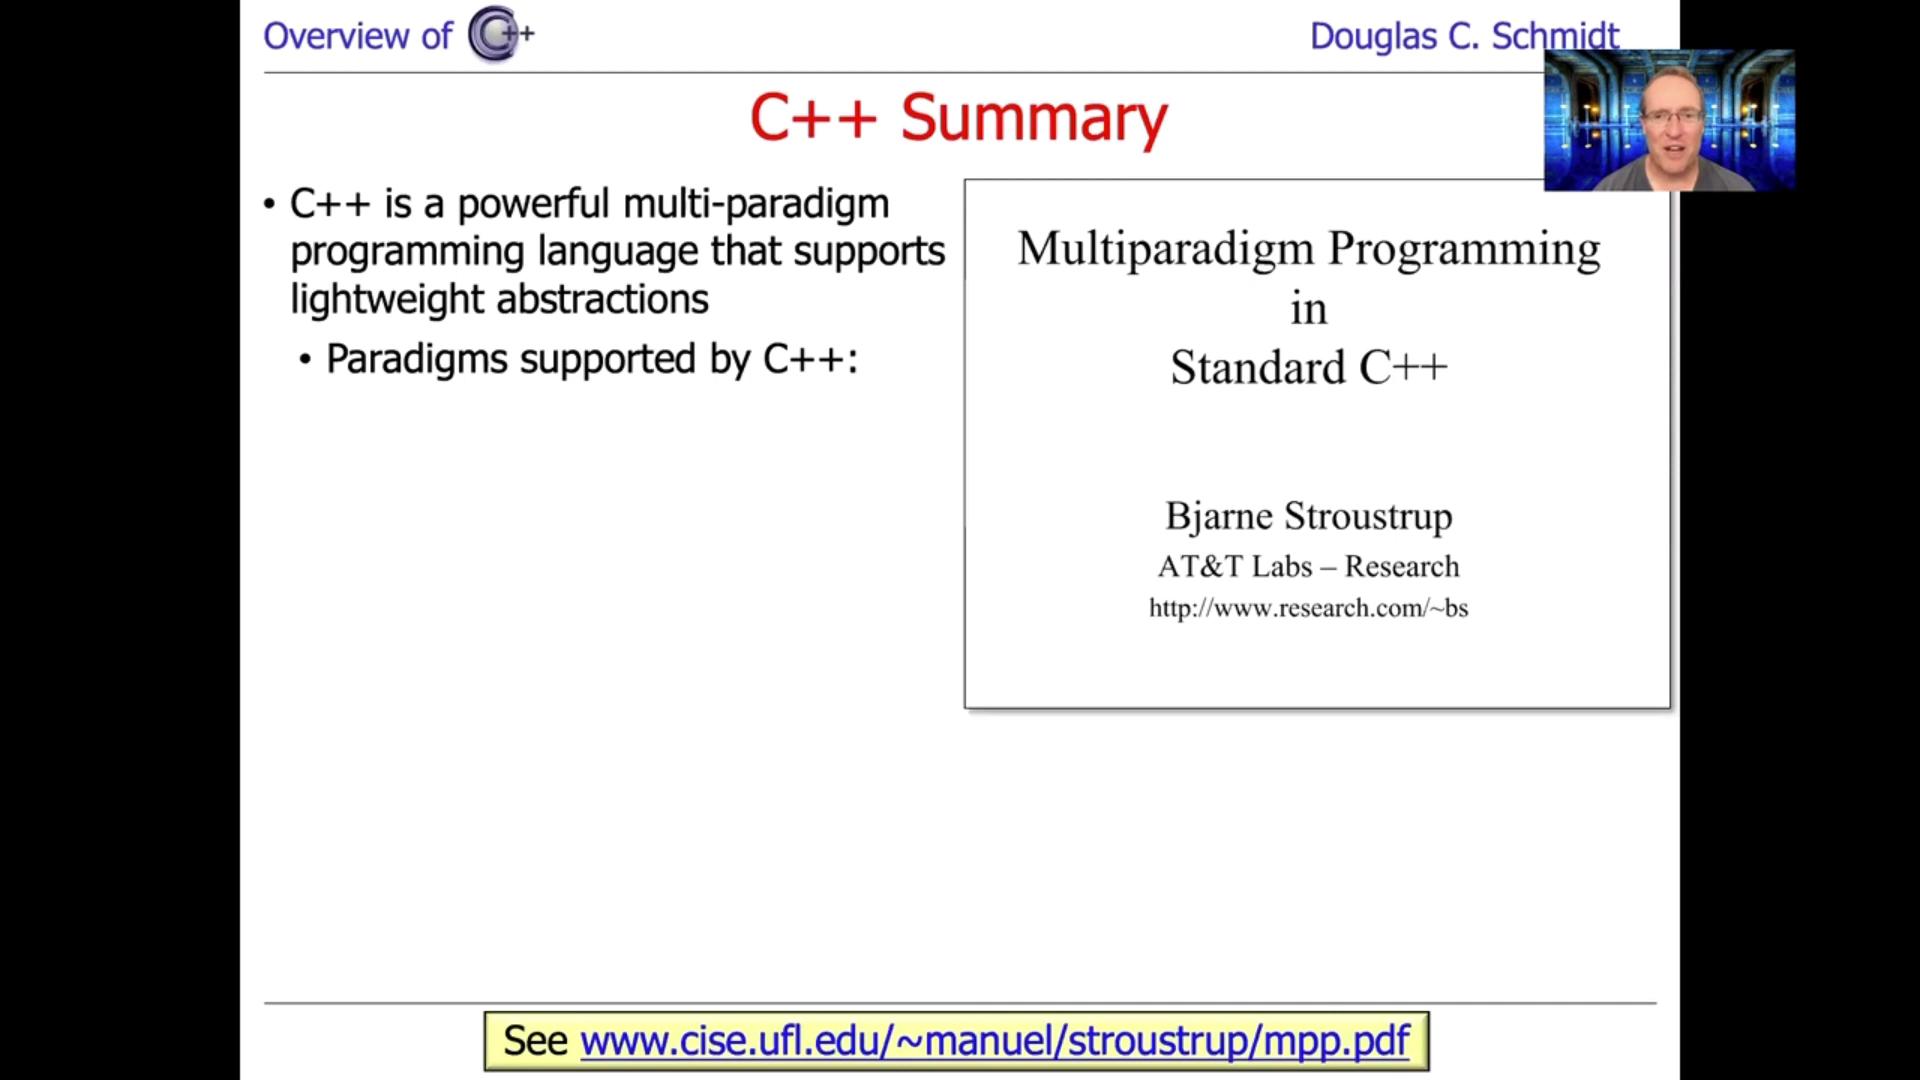 Overview of C++
Douglas C. Schmidt
C++ Summary
• C++ is a powerful multi-paradigm
programming language that supports
lightweight abstractions
• Paradigms supported by C++:
Multiparadigm Programming
in
Standard C++
Bjarne Stroustrup
AT&T Labs – Research
http://www.research.com/~bs
See www.cise.ufl.edu/~manuel/stroustrup/mpp.pdf